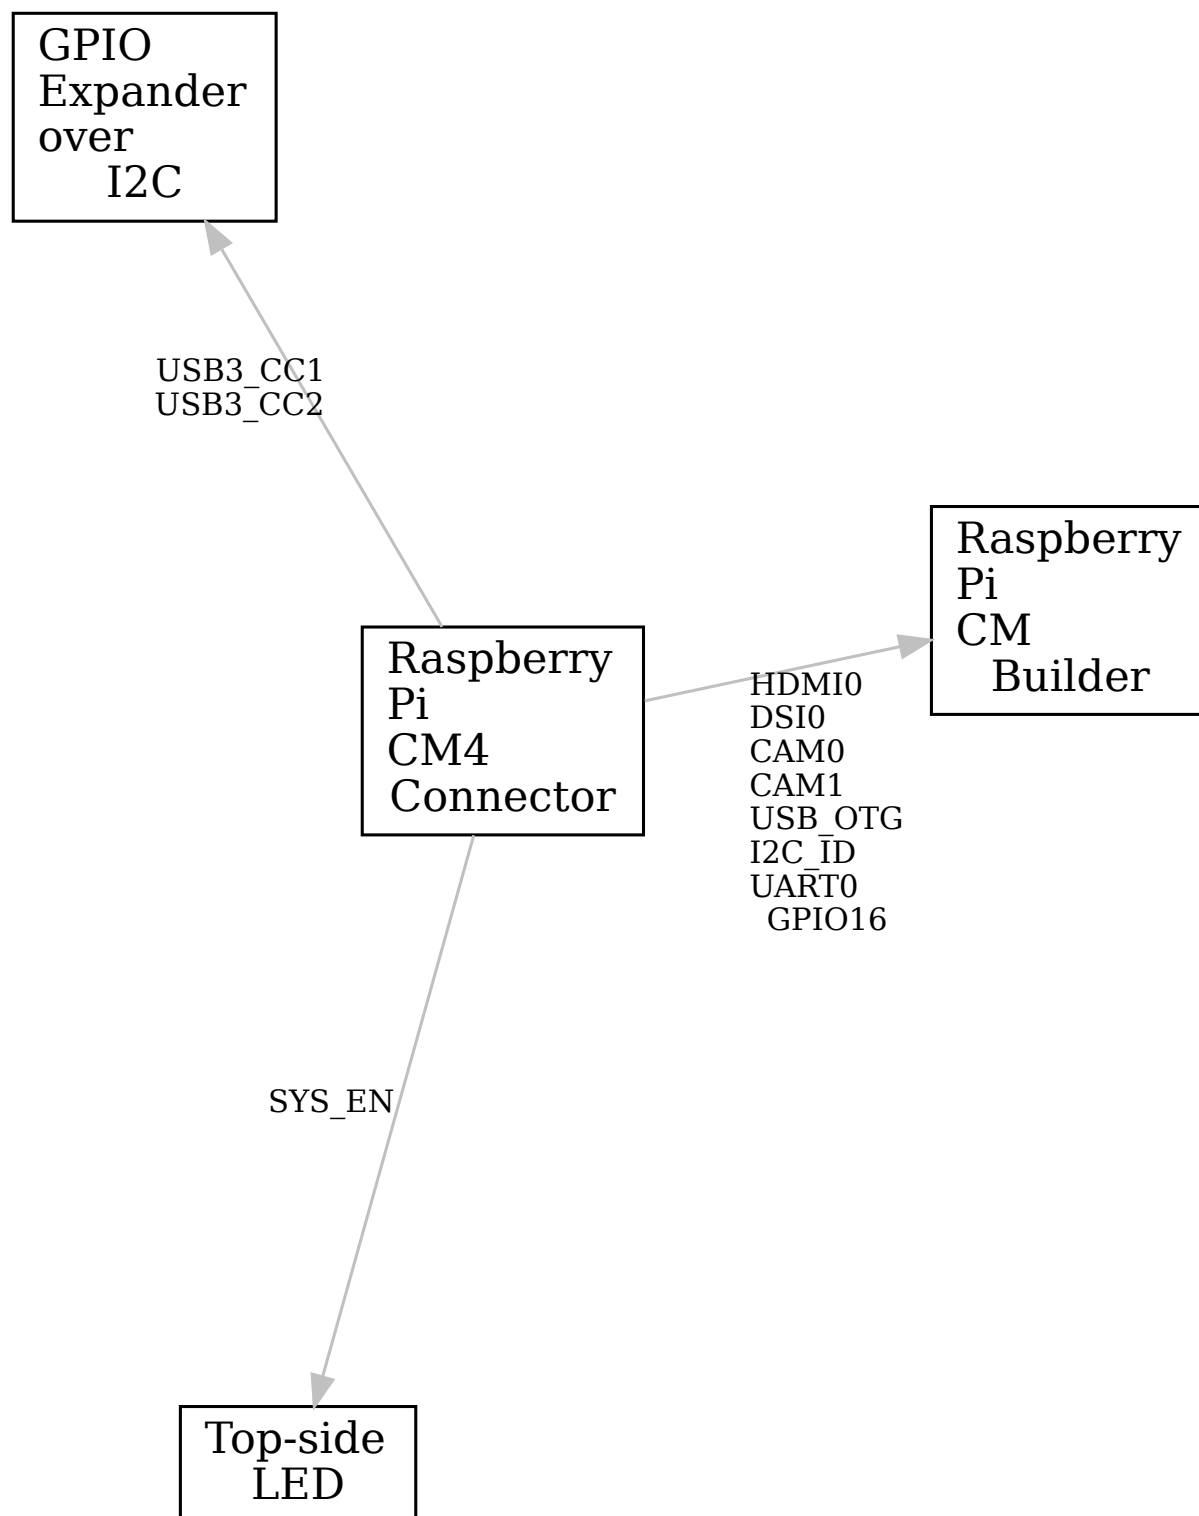 GPIO
Expander
over
I2C
USB3_CC1
USB3_CC2
Raspberry
Pi
CM
Builder
Raspberry
Pi
CM4
Connector
HDMI0
DSI0
CAM0
CAM1
USB_OTG
I2C_ID
UART0
GPIO16
SYS_EN
Top-side
LED